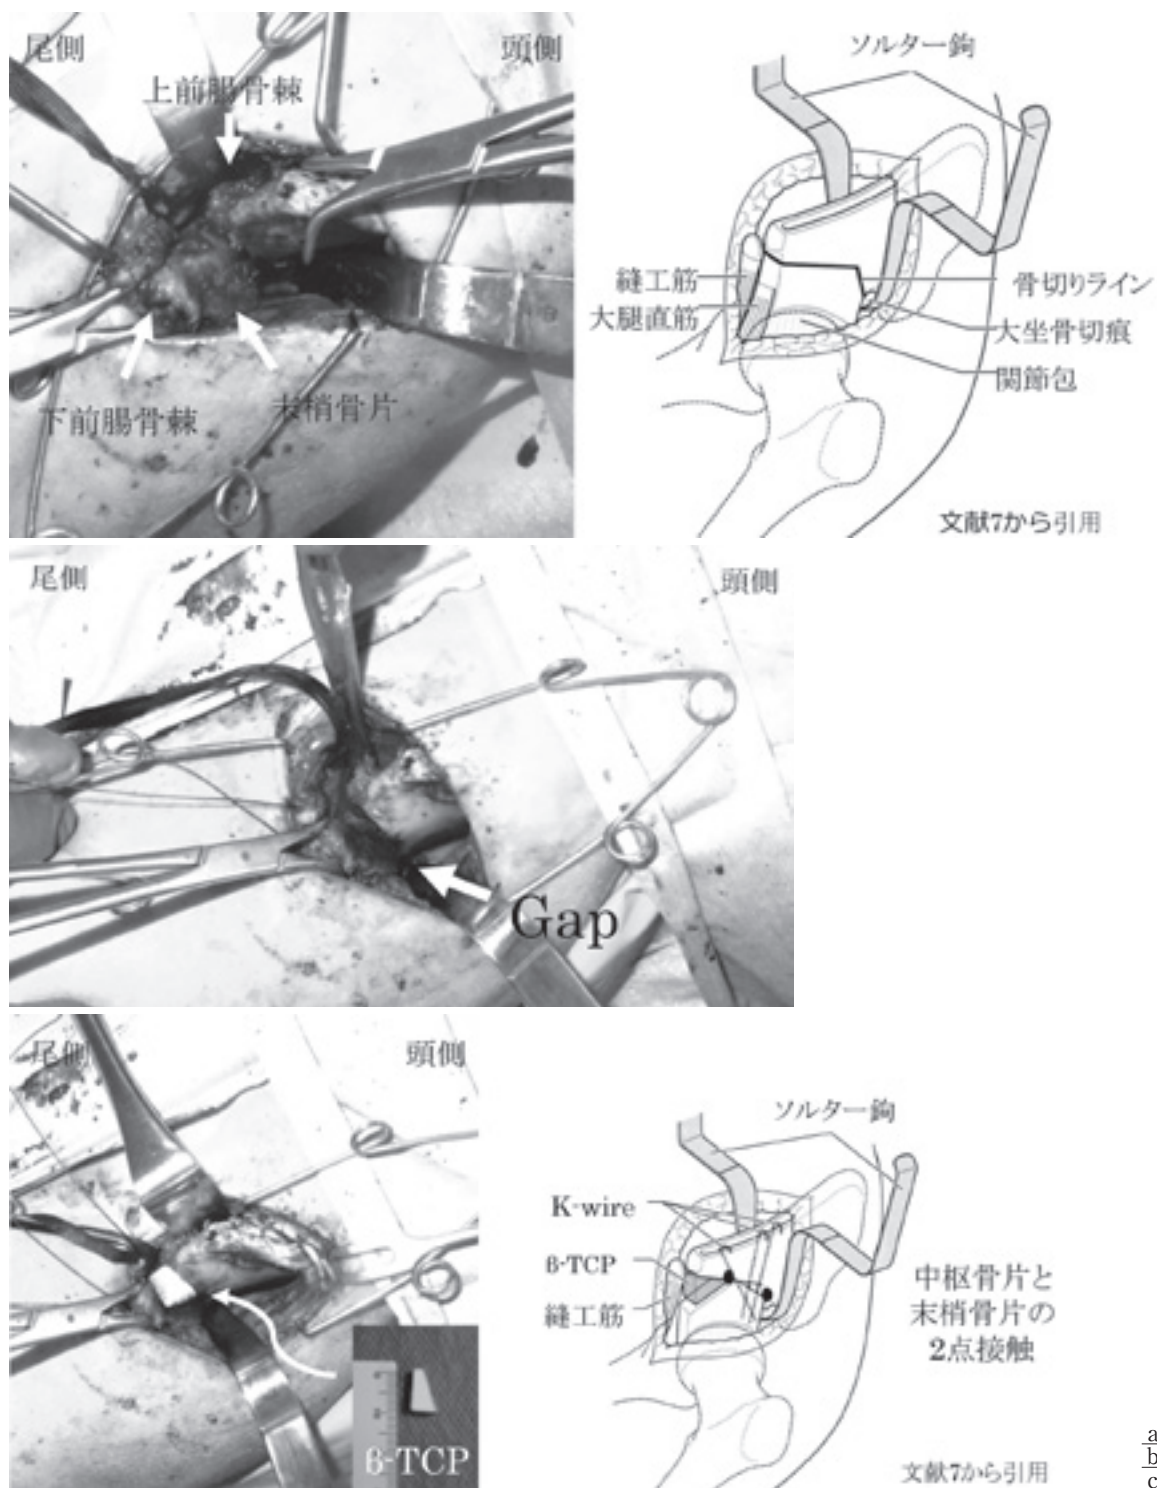 尾側
頭側
上前腸骨棘
下前腸骨棘
末梢骨片
ソルター鉤
縫工筋
大腿直筋
骨切りライン
大坐骨切痕
関節包
文献7から引用
尾側
頭側
Gap
尾側
頭側
β-TCP
ソルター鉤
K-wire
β-TCP
縫工筋
中枢骨片と
末梢骨片の
2点接触
文献7から引用
a
b
c